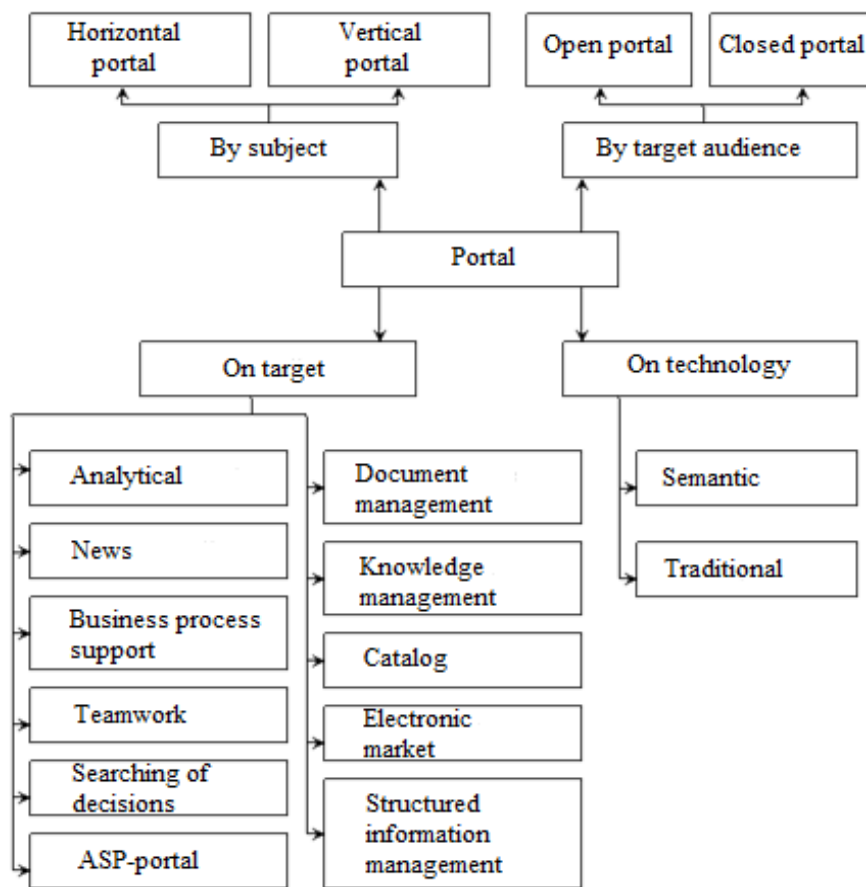 Horizontal
portal
Vertical
portal
Open portal
Closed portal
By subject
By target audience
Portal
On target
On technology
Analytical
News
Business process
support
Teamwork
Searching of
decisions
ASP-portal
Document
management
Knowledge
management
Catalog
Electronic
market
Structured
information
management
Semantic
Traditional